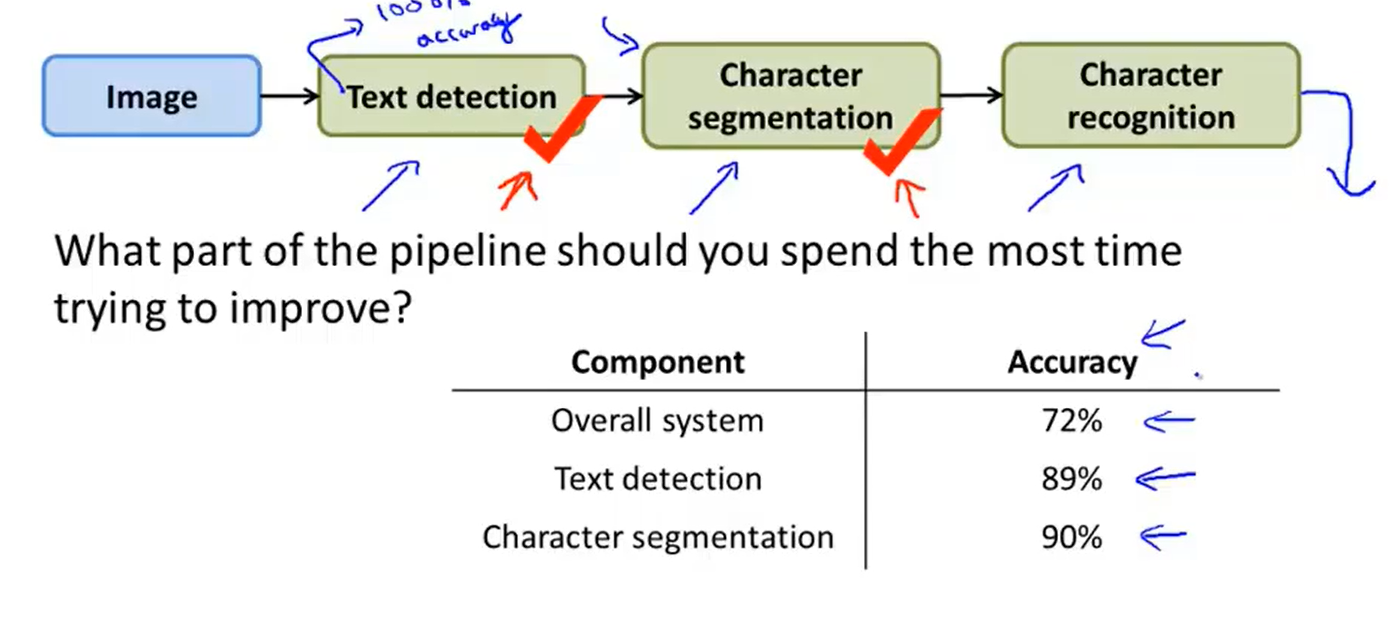 accuracy
Image
Text detection
Character
segmentation
Character
recognition
What part of the pipeline should you spend the most time
trying to improve?
Component Accuracy
Overall system 72%
Text detection 89%
Character segmentation 90%